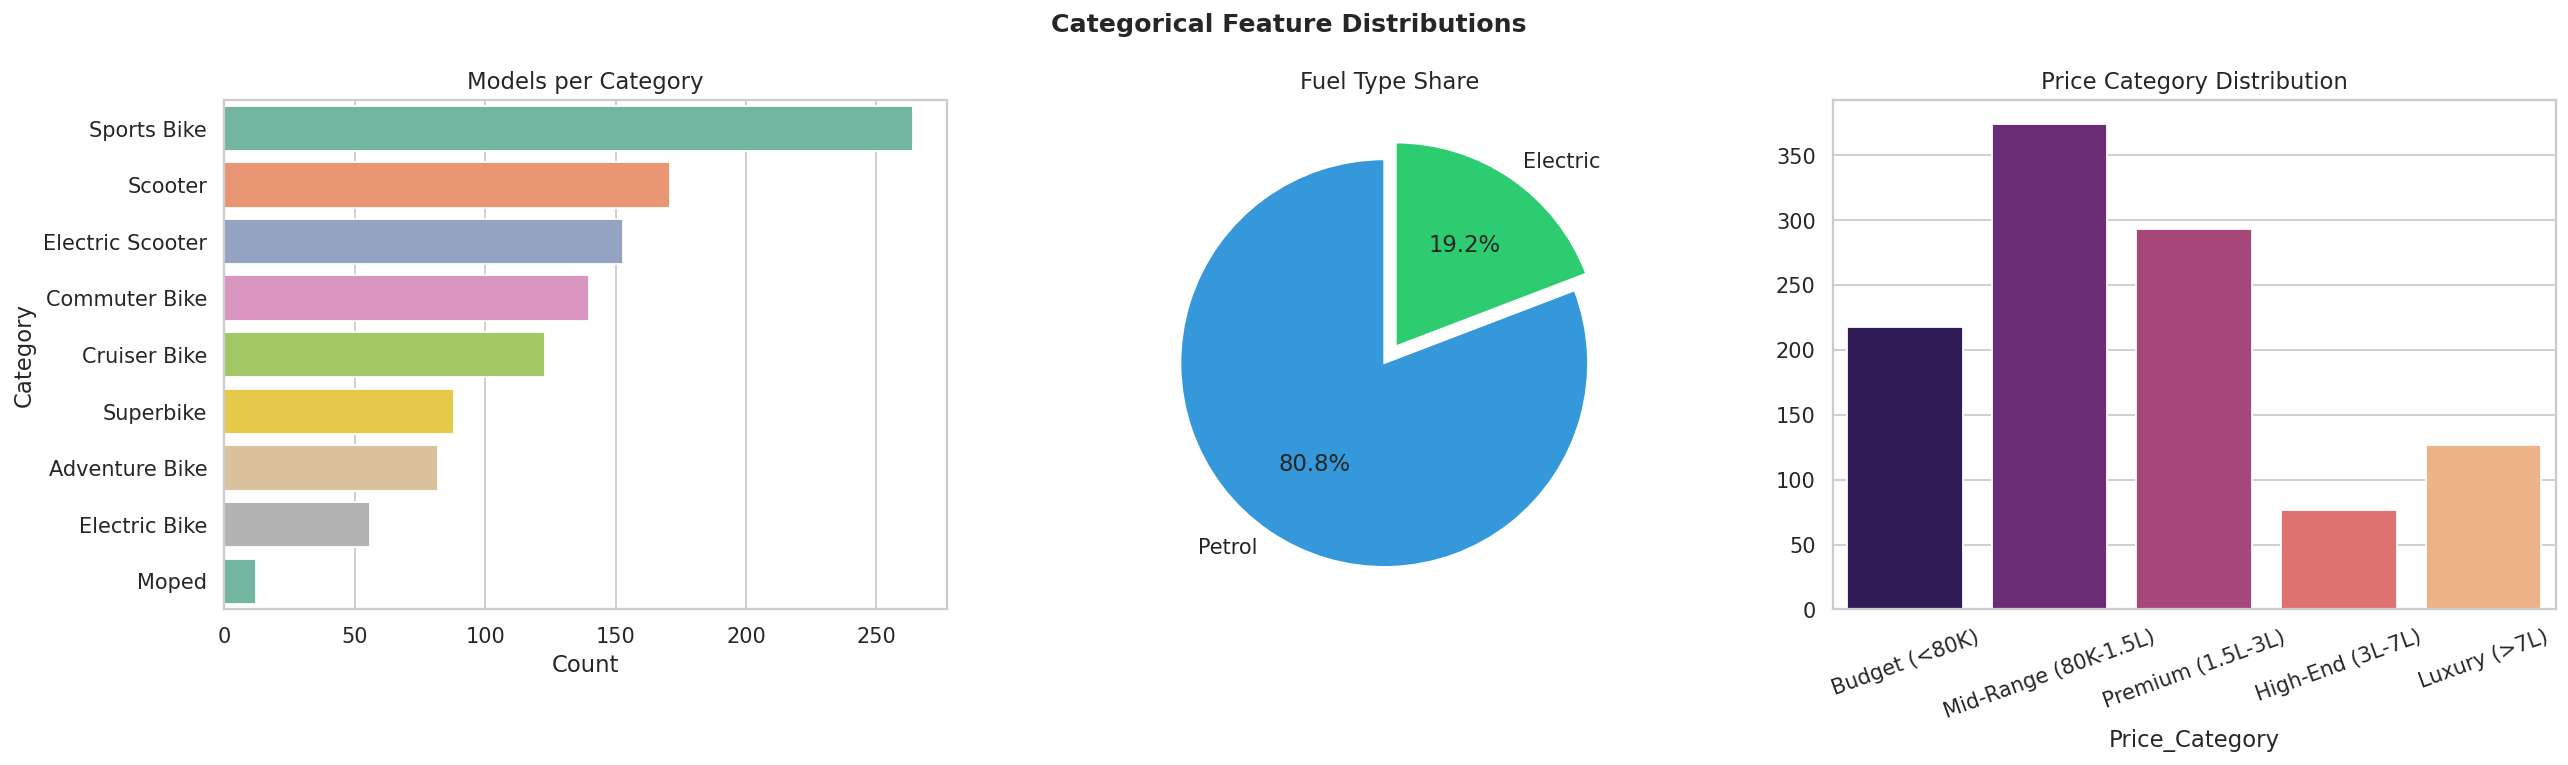 Categorical Feature Distributions
Models per Category
Category
Sports Bike
Scooter
Electric Scooter
Commuter Bike
Cruiser Bike
Superbike
Adventure Bike
Electric Bike
Moped
0 50 100 150 200 250
Count
Fuel Type Share
Electric
19.2%
80.8%
Petrol
Price Category Distribution
350
300
250
200
150
100
50
0
Budget (<80K)
Mid-Range (80K-1.5L)
Premium (1.5L-3L)
High-End (3L-7L)
Luxury (>7L)
Price_Category